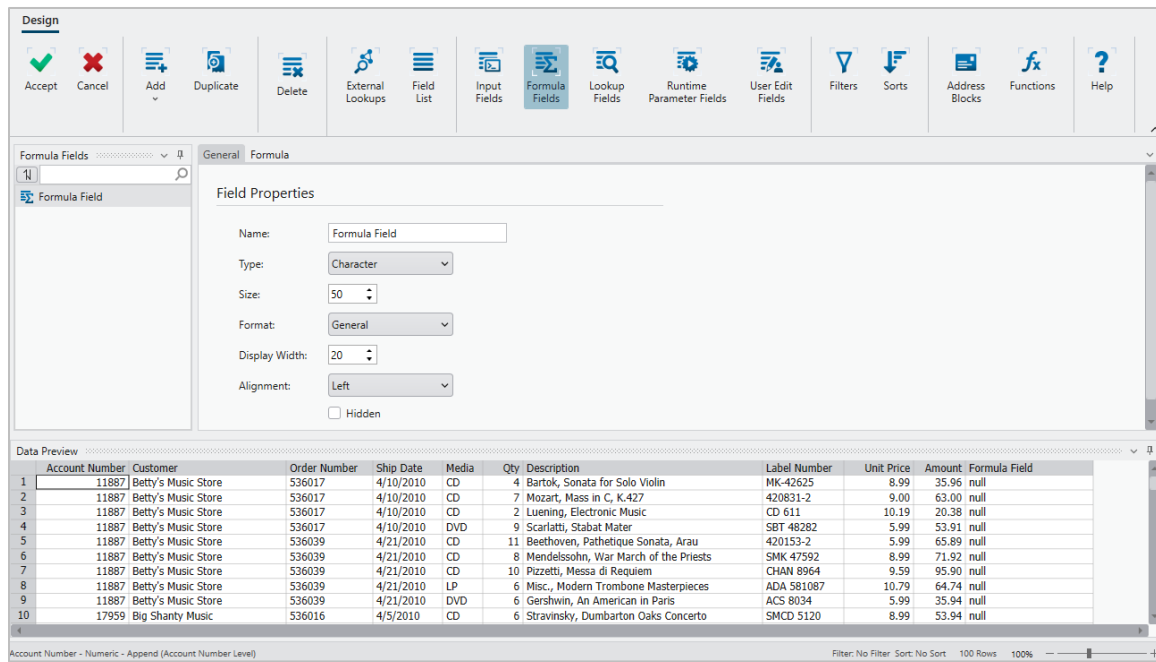 Design
Accept Cancel Add Duplicate Delete External Lookups Field List Input Fields Formula Fields Lookup Fields Runtime Parameter Fields User Edit Fields Filters Sorts Address Blocks Functions Help
Formula Fields General Formula
Formula Field
Field Properties
Name: Formula Field
Type: Character
Size: 50
Format: General
Display Width: 20
Alignment: Left
Hidden
Data Preview
Account Number Customer Order Number Ship Date Media Qty Description Label Number Unit Price Amount Formula Field
1 11887 Betty's Music Store 536017 4/10/2010 CD 4 Bartok, Sonata for Solo Violin MK-42625 8.99 35.96 null
2 11887 Betty's Music Store 536017 4/10/2010 CD 7 Mozart, Mass in C, K.427 420831-2 9.00 63.00 null
3 11887 Betty's Music Store 536017 4/10/2010 CD 2 Luening, Electronic Music CD 611 10.19 20.38 null
4 11887 Betty's Music Store 536017 4/10/2010 DVD 9 Scarlatti, Stabat Mater SBT 48282 5.99 53.91 null
5 11887 Betty's Music Store 536039 4/21/2010 CD 11 Beethoven, Pathetique Sonata, Arau 420153-2 5.99 65.89 null
6 11887 Betty's Music Store 536039 4/21/2010 CD 8 Mendelssohn, War March of the Priests SMK 47592 8.99 71.92 null
7 11887 Betty's Music Store 536039 4/21/2010 CD 10 Pizzetti, Messa di Requiem CHAN 8964 9.59 95.90 null
8 11887 Betty's Music Store 536039 4/21/2010 LP 6 Misc., Modern Trombone Masterpieces ADA 581087 10.79 64.74 null
9 11887 Betty's Music Store 536039 4/21/2010 DVD 6 Gershwin, An American in Paris ACS 8034 5.99 35.94 null
10 17959 Big Shanty Music 536016 4/5/2010 CD 6 Stravinsky, Dumbarton Oaks Concerto SMCD 5120 8.99 53.94 null
Account Number - Numeric - Append (Account Number Level) Filter: No Filter Sort: No Sort 100 Rows 100%